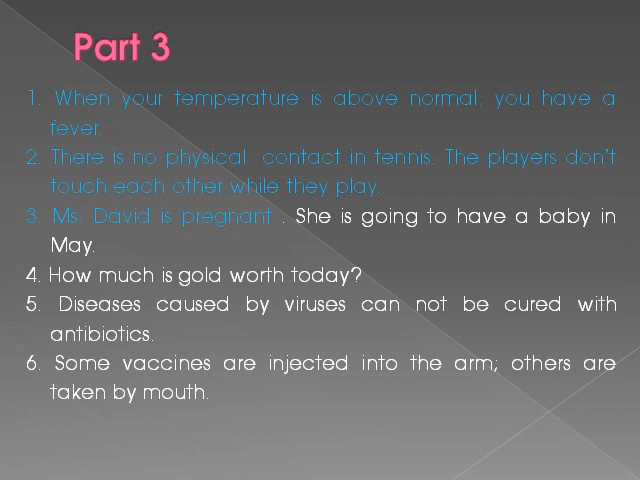 Part 3
1. When your temperature is above normal, you have a
fever.
2. There is no physical contact in tennis. The players don't
touch each other while they play.
3. Ms. David is pregnant . She is going to have a baby in
May.
4. How much is gold worth today?
5. Diseases caused by viruses can not be cured with
antibiotics.
6. Some vaccines are injected into the arm; others are
taken by mouth.